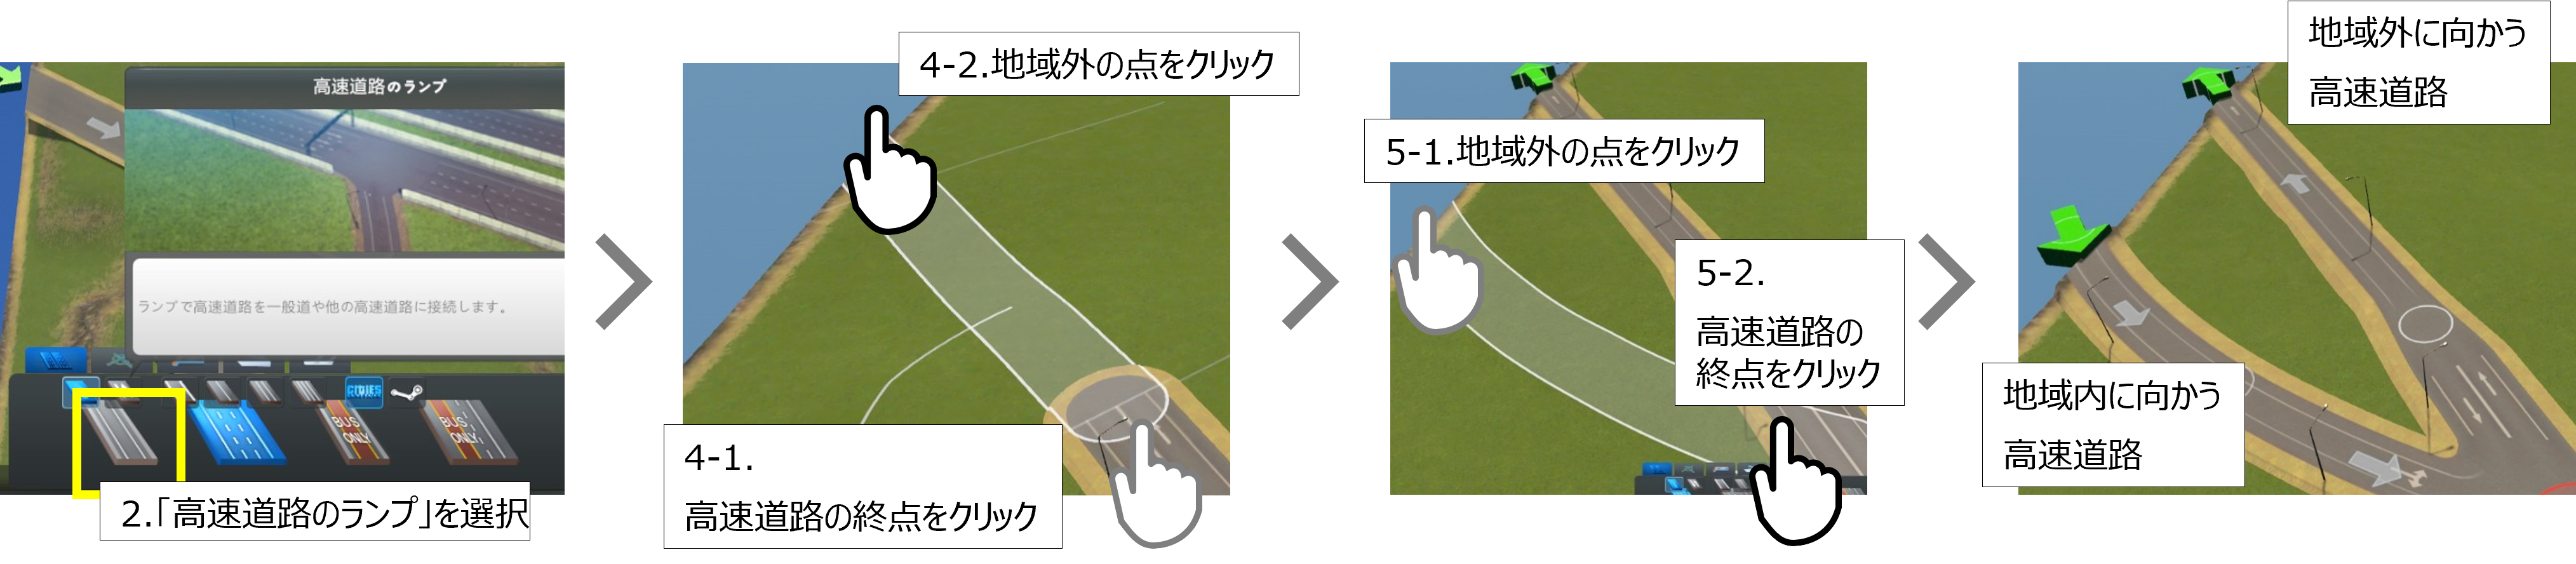 高速道路のランプ
ランプで高速道路を一般道や他の高速道路に接続します。
BUS
ONLY
BUS
ONLY
2.「高速道路のランプ」を選択
4-2.地域外の点をクリック
4-1.
高速道路の終点をクリック
5-1.地域外の点をクリック
5-2.
高速道路の
終点をクリック
地域外に向かう
高速道路
地域内に向かう
高速道路